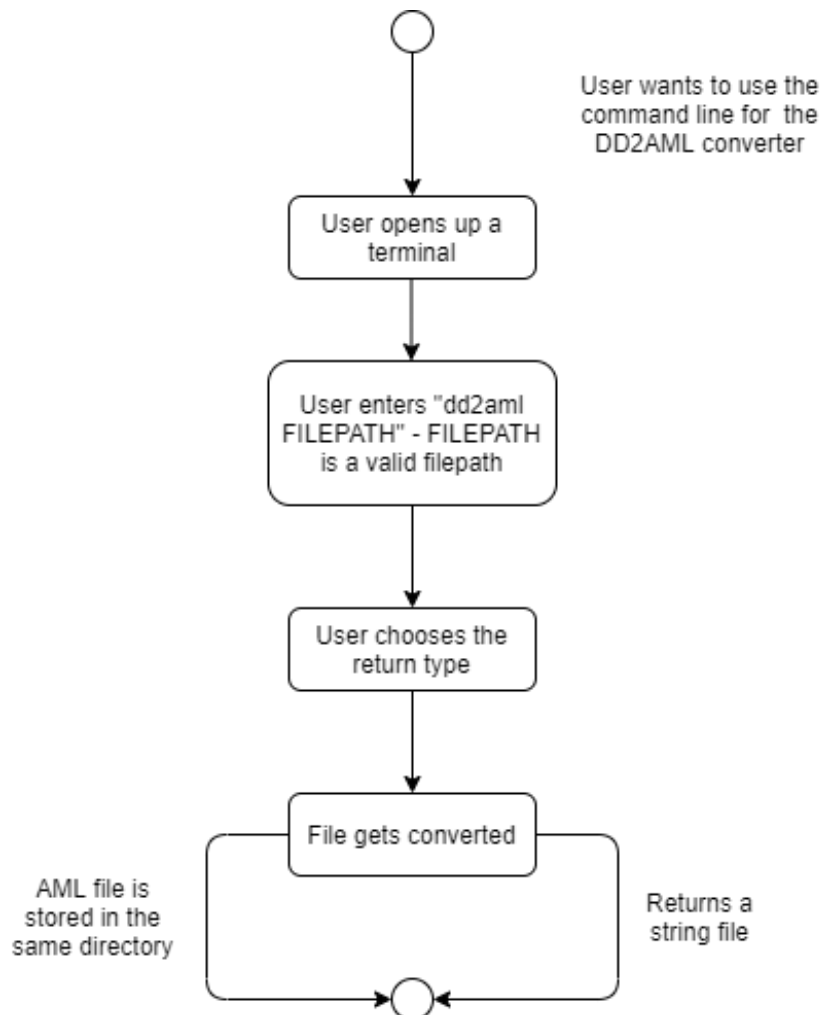 User wants to use the
command line for the
DD2AML converter
User opens up a
terminal
User enters "dd2aml
FILEPATH" - FILEPATH
is a valid filepath
User chooses the
return type
File gets converted
AML file is
stored in the
same directory
Returns a
string file